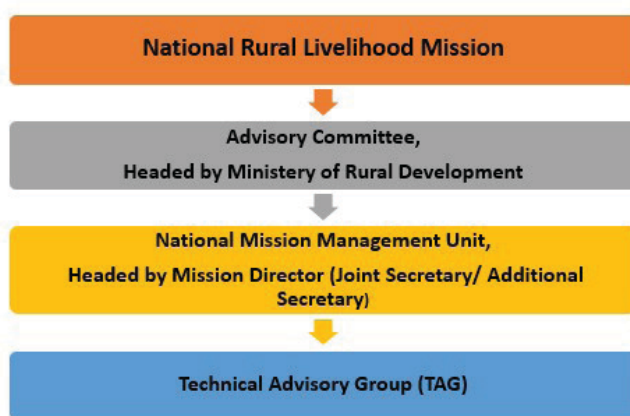 National Rural Livelihood Mission
Advisory Committee,
Headed by Ministery of Rural Development
National Mission Management Unit,
Headed by Mission Director (Joint Secretary/ Additional
Secretary)
Technical Advisory Group (TAG)